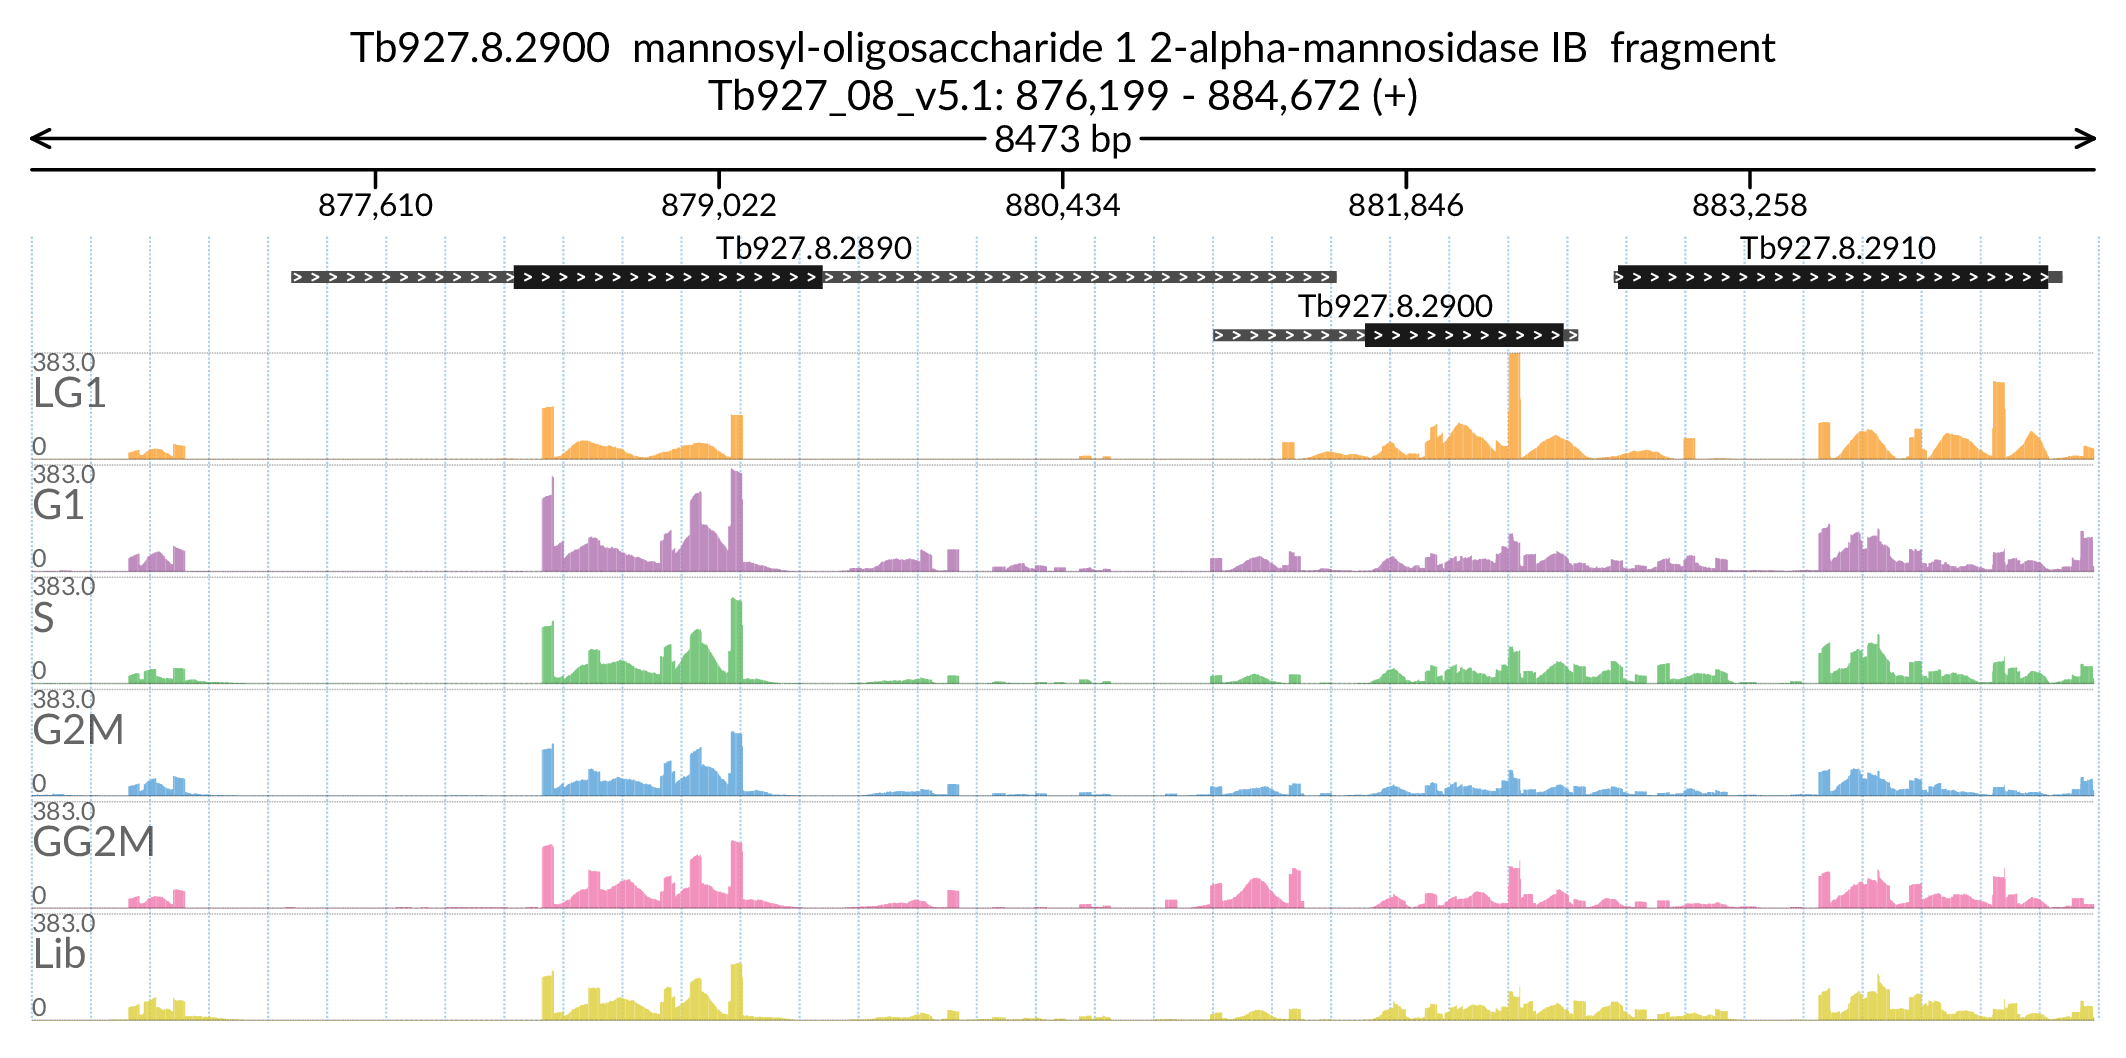 Tb927.8.2900  mannosyl-oligosaccharide 1 2-alpha-mannosidase IB  fragment
Tb927_08_v5.1: 876,199 - 884,672 (+)
8473 bp
877,610 879,022 880,434 881,846 883,258
Tb927.8.2890 Tb927.8.2910
Tb927.8.2900
383.0
LG1
0
383.0
G1
0
383.0
S
0
383.0
G2M
0
383.0
GG2M
0
383.0
Lib
0